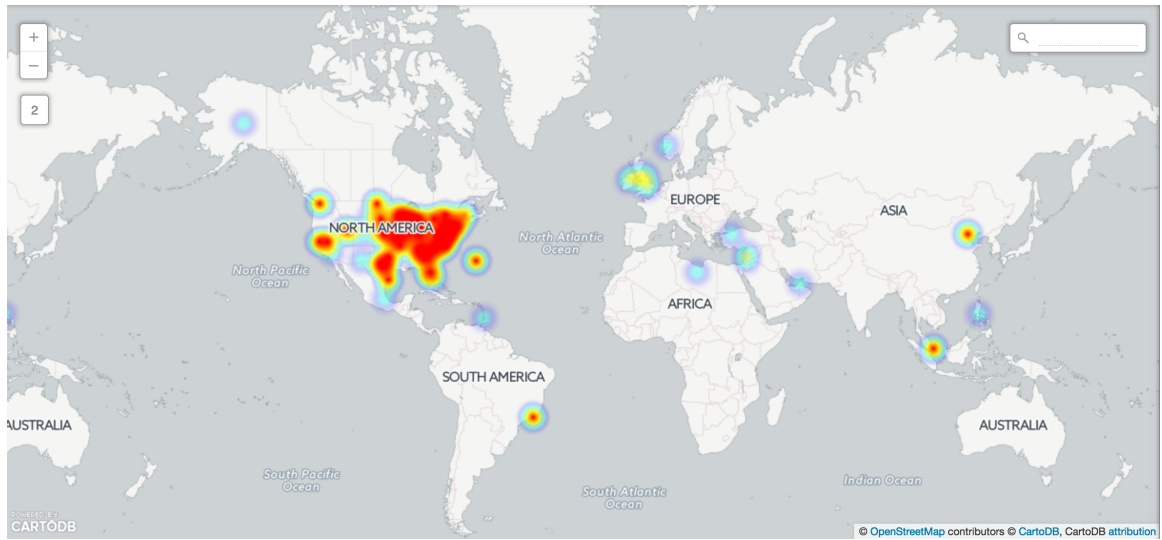 +
−
2
NORTH AMERICA
EUROPE
ASIA
North Atlantic
Ocean
North Pacific
Ocean
AFRICA
SOUTH AMERICA
AUSTRALIA
AUSTRALIA
South Pacific
Ocean
South Atlantic
Ocean
Indian Ocean
POWERED BY
CARTODB
© OpenStreetMap contributors © CartoDB, CartoDB attribution